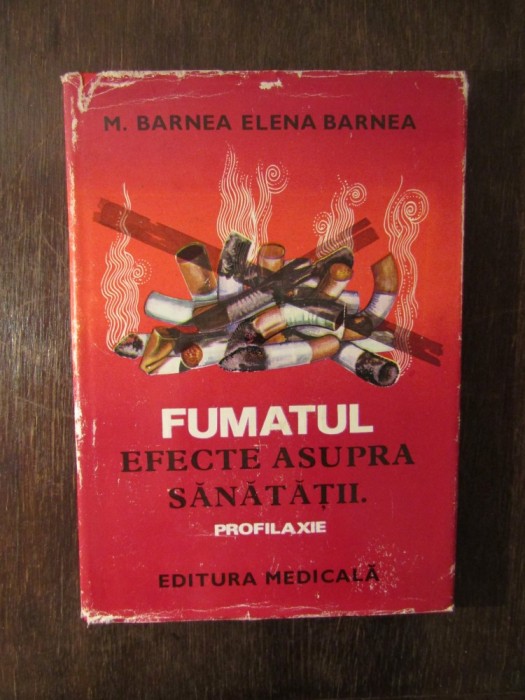 M. BARNEA ELENA BARNEA
FUMATUL
EFECTE ASUPRA
SĂNĂTĂȚII.
PROFILAXIE
EDITURA MEDICALĂ